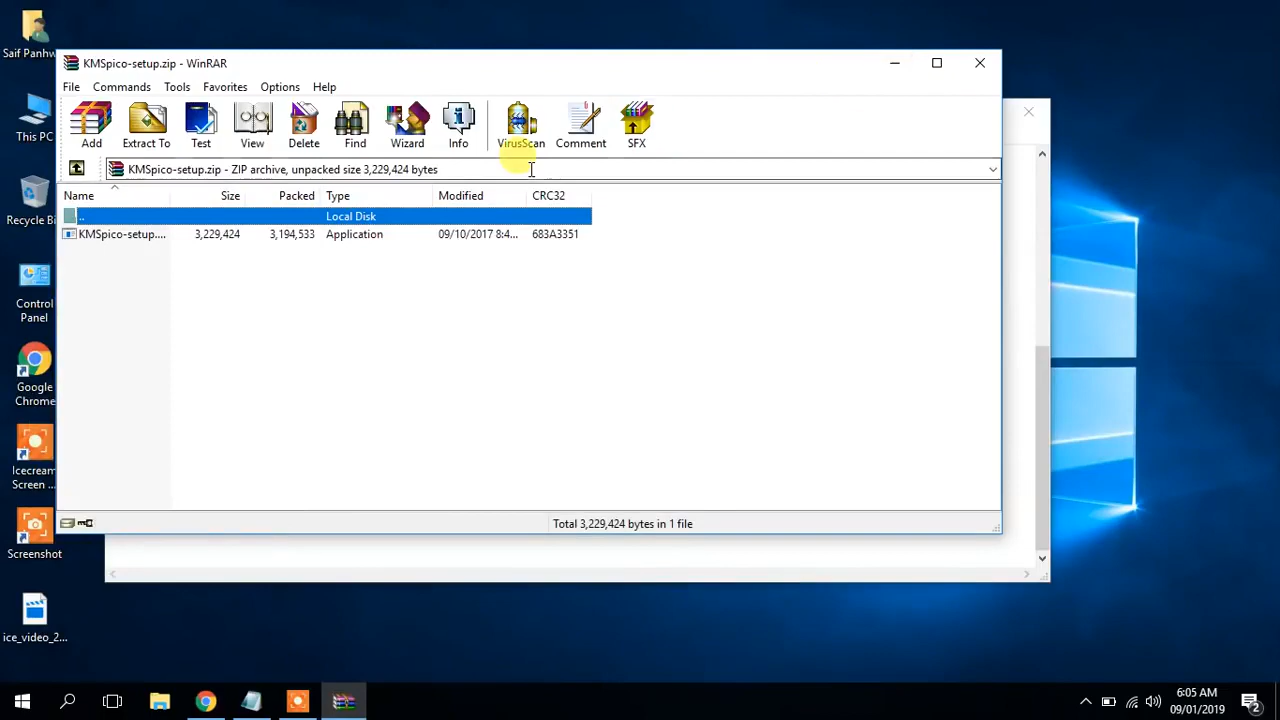 Saif Panhw
This PC
Recycle Bi
Control
Panel
Google
Chrome
Icecream
Screen ...
Screenshot
ice_video_2...
KMSpico-setup.zip - WinRAR
File Commands Tools Favorites Options Help
Add Extract To Test View Delete Find Wizard Info VirusScan Comment SFX
KMSpico-setup.zip - ZIP archive, unpacked size 3,229,424 bytes
Name Size Packed Type Modified CRC32
.. Local Disk
KMSpico-setup.... 3,229,424 3,194,533 Application 09/10/2017 8:4... 683A3351
Total 3,229,424 bytes in 1 file
6:05 AM
09/01/2019
2